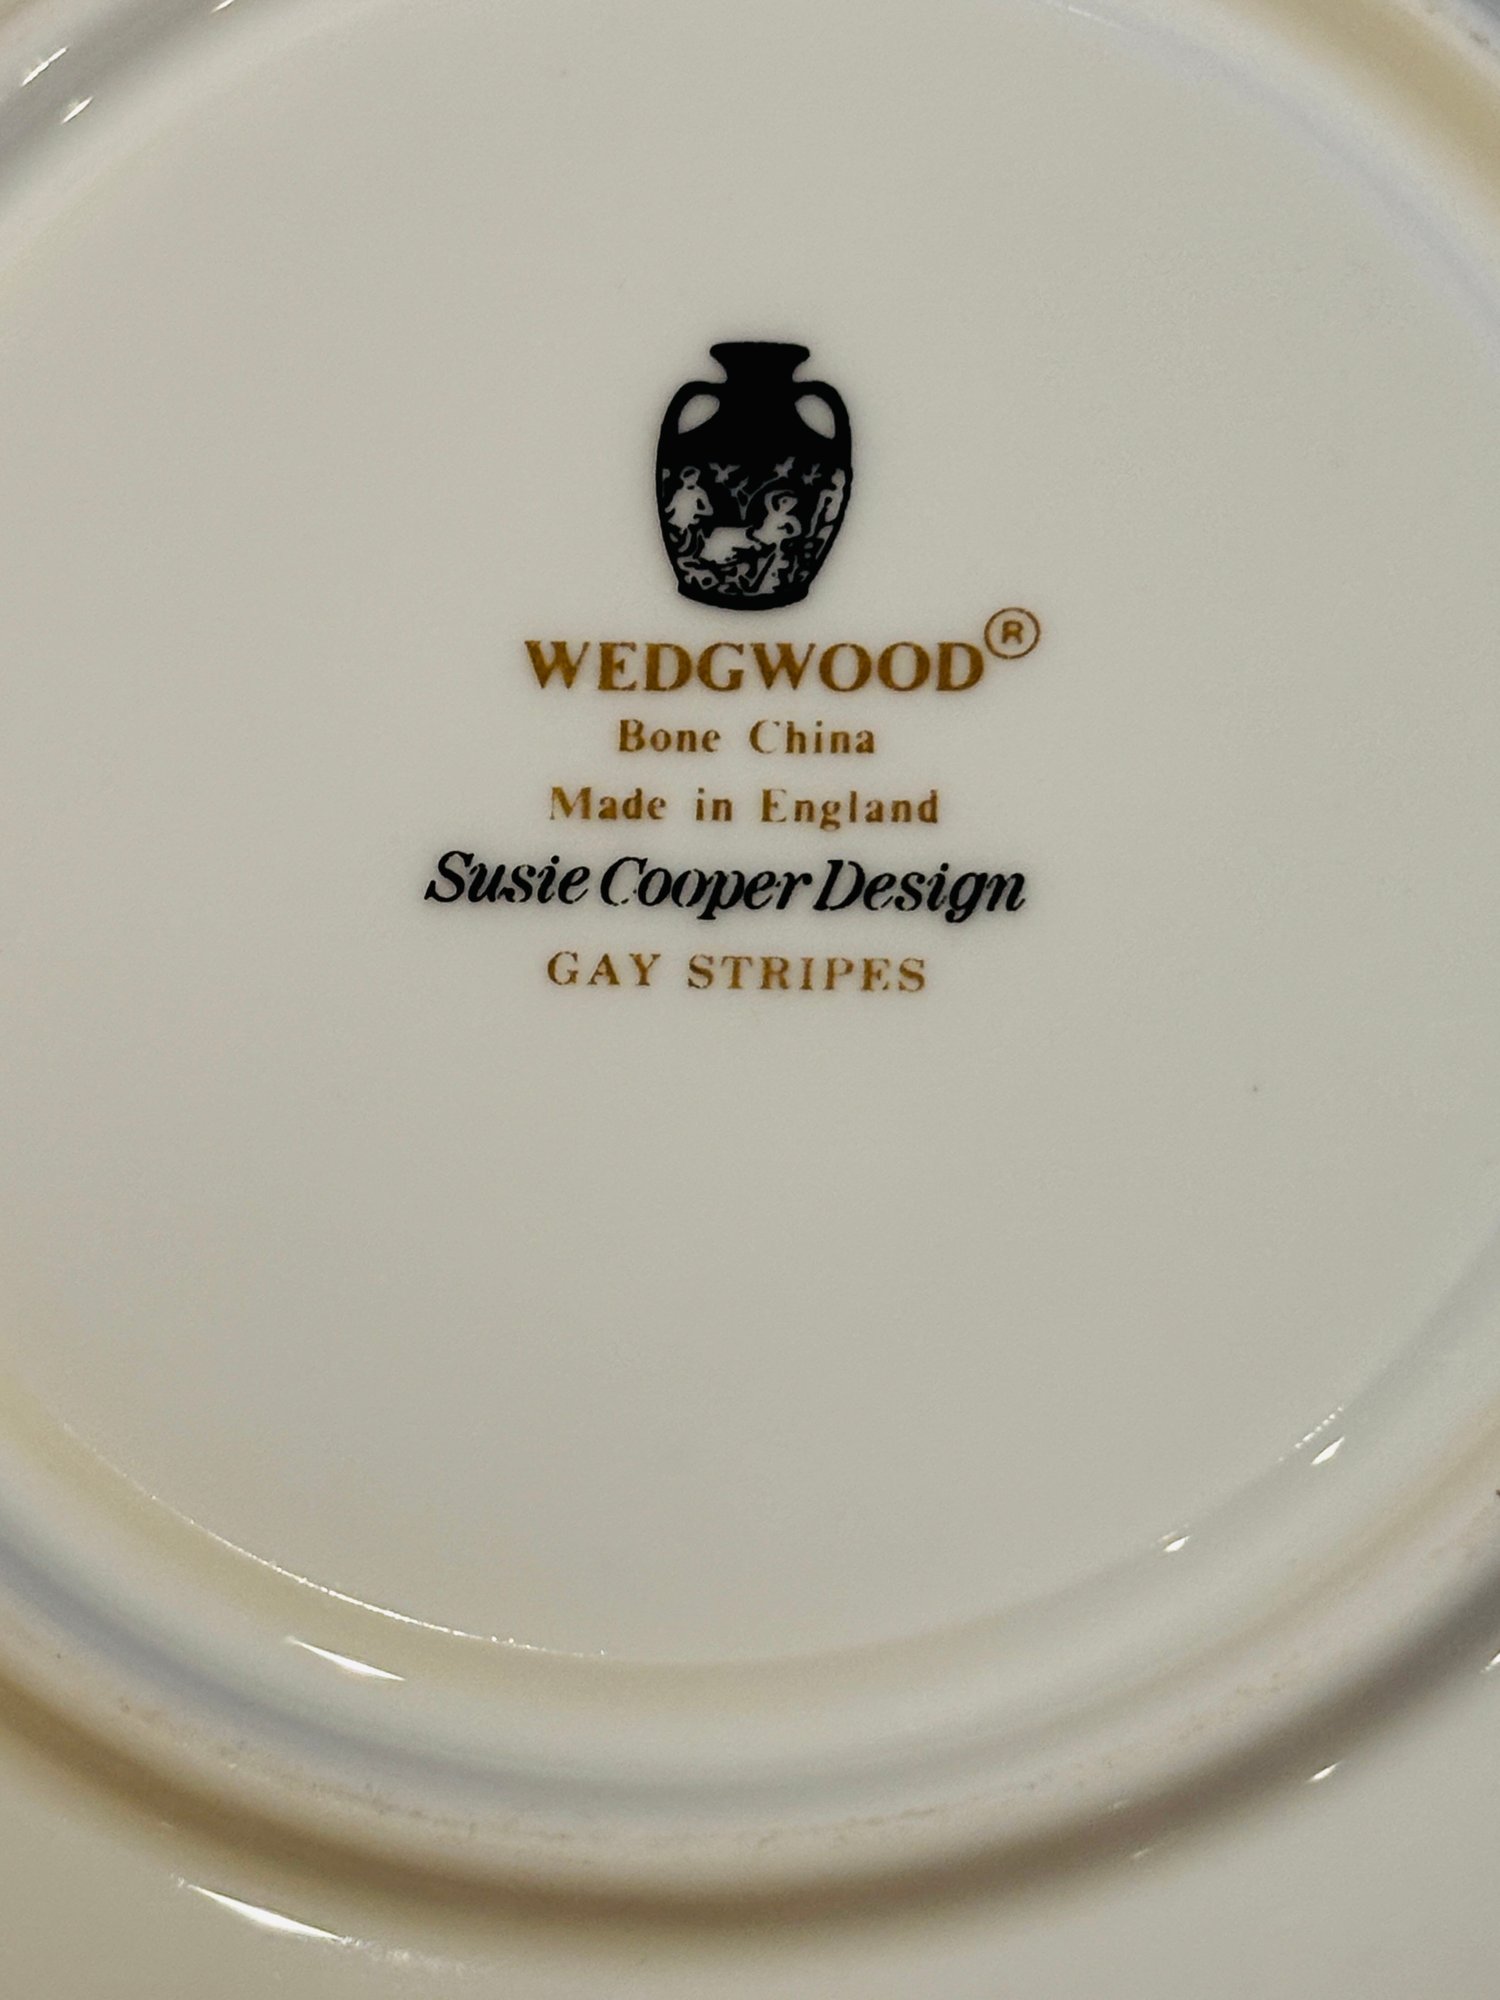 WEDGWOOD®
Bone China
Made in England
Susie Cooper Design
GAY STRIPES